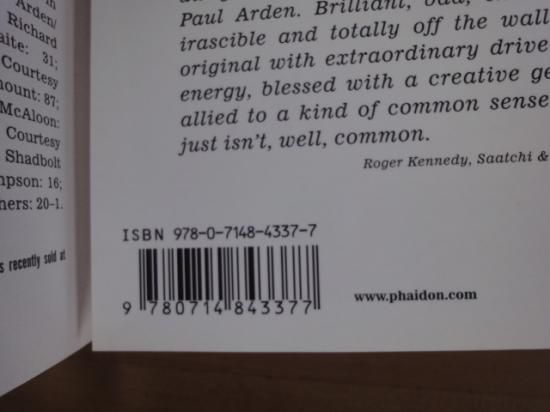 in
Arden/
Richard
31;
Courtesy
87;
McAloon:
Courtesy
Shadbolt
16;
20-1.
recently sold at
Paul Arden. Brilliant,
irascible and totally off the wall
original with extraordinary drive
energy, blessed with a creative
allied to a kind of common sense
just isn't, well, common.
Roger Kennedy, Saatchi &
ISBN 978-0-7148-4337-7
9 780714 843377
www.phaidon.com